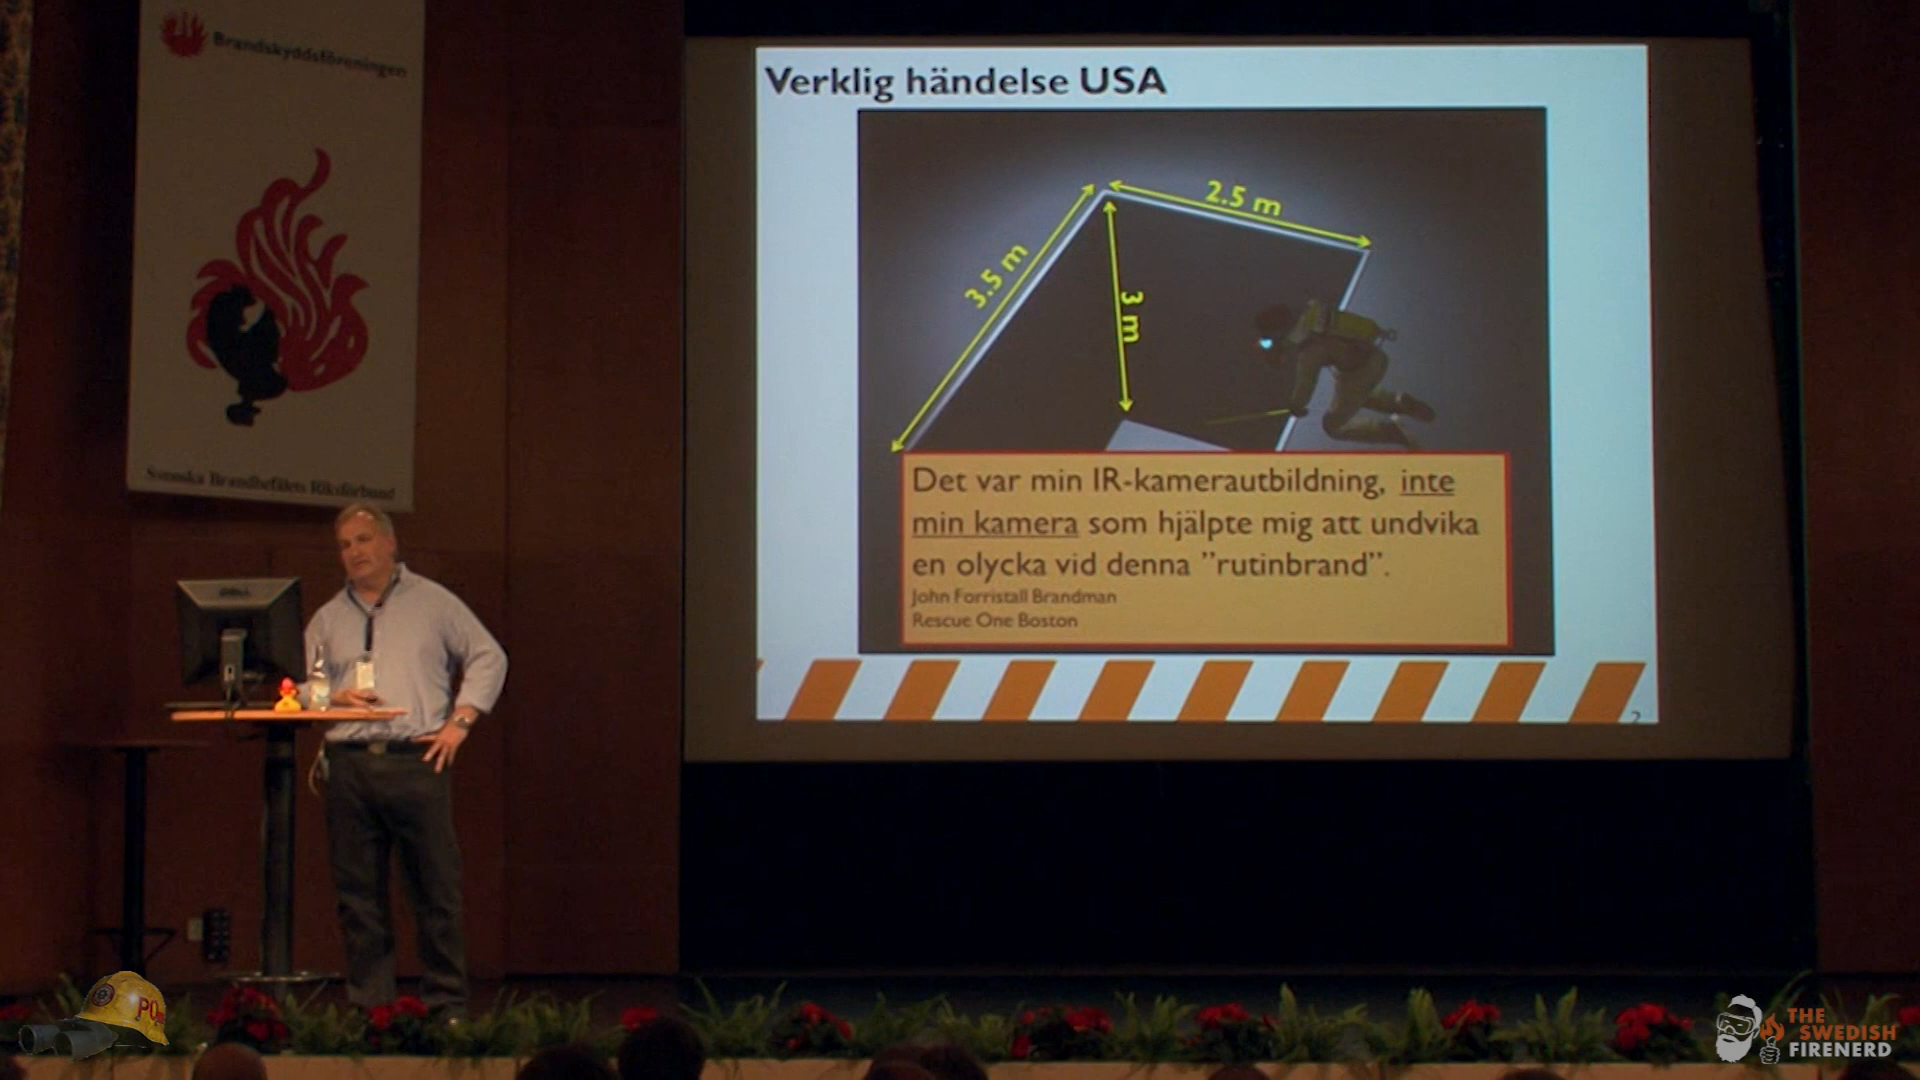 Brandskyddsföreningen
Svenska Brandbefälets Riksförbund
DELL
Verklig händelse USA
2.5 m
3.5 m
3 m
Det var min IR-kamerautbildning, inte
min kamera som hjälpte mig att undvika
en olycka vid denna ”rutinbrand”.
John Forristall Brandman
Rescue One Boston
2
THE
SWEDISH
FIRENERD